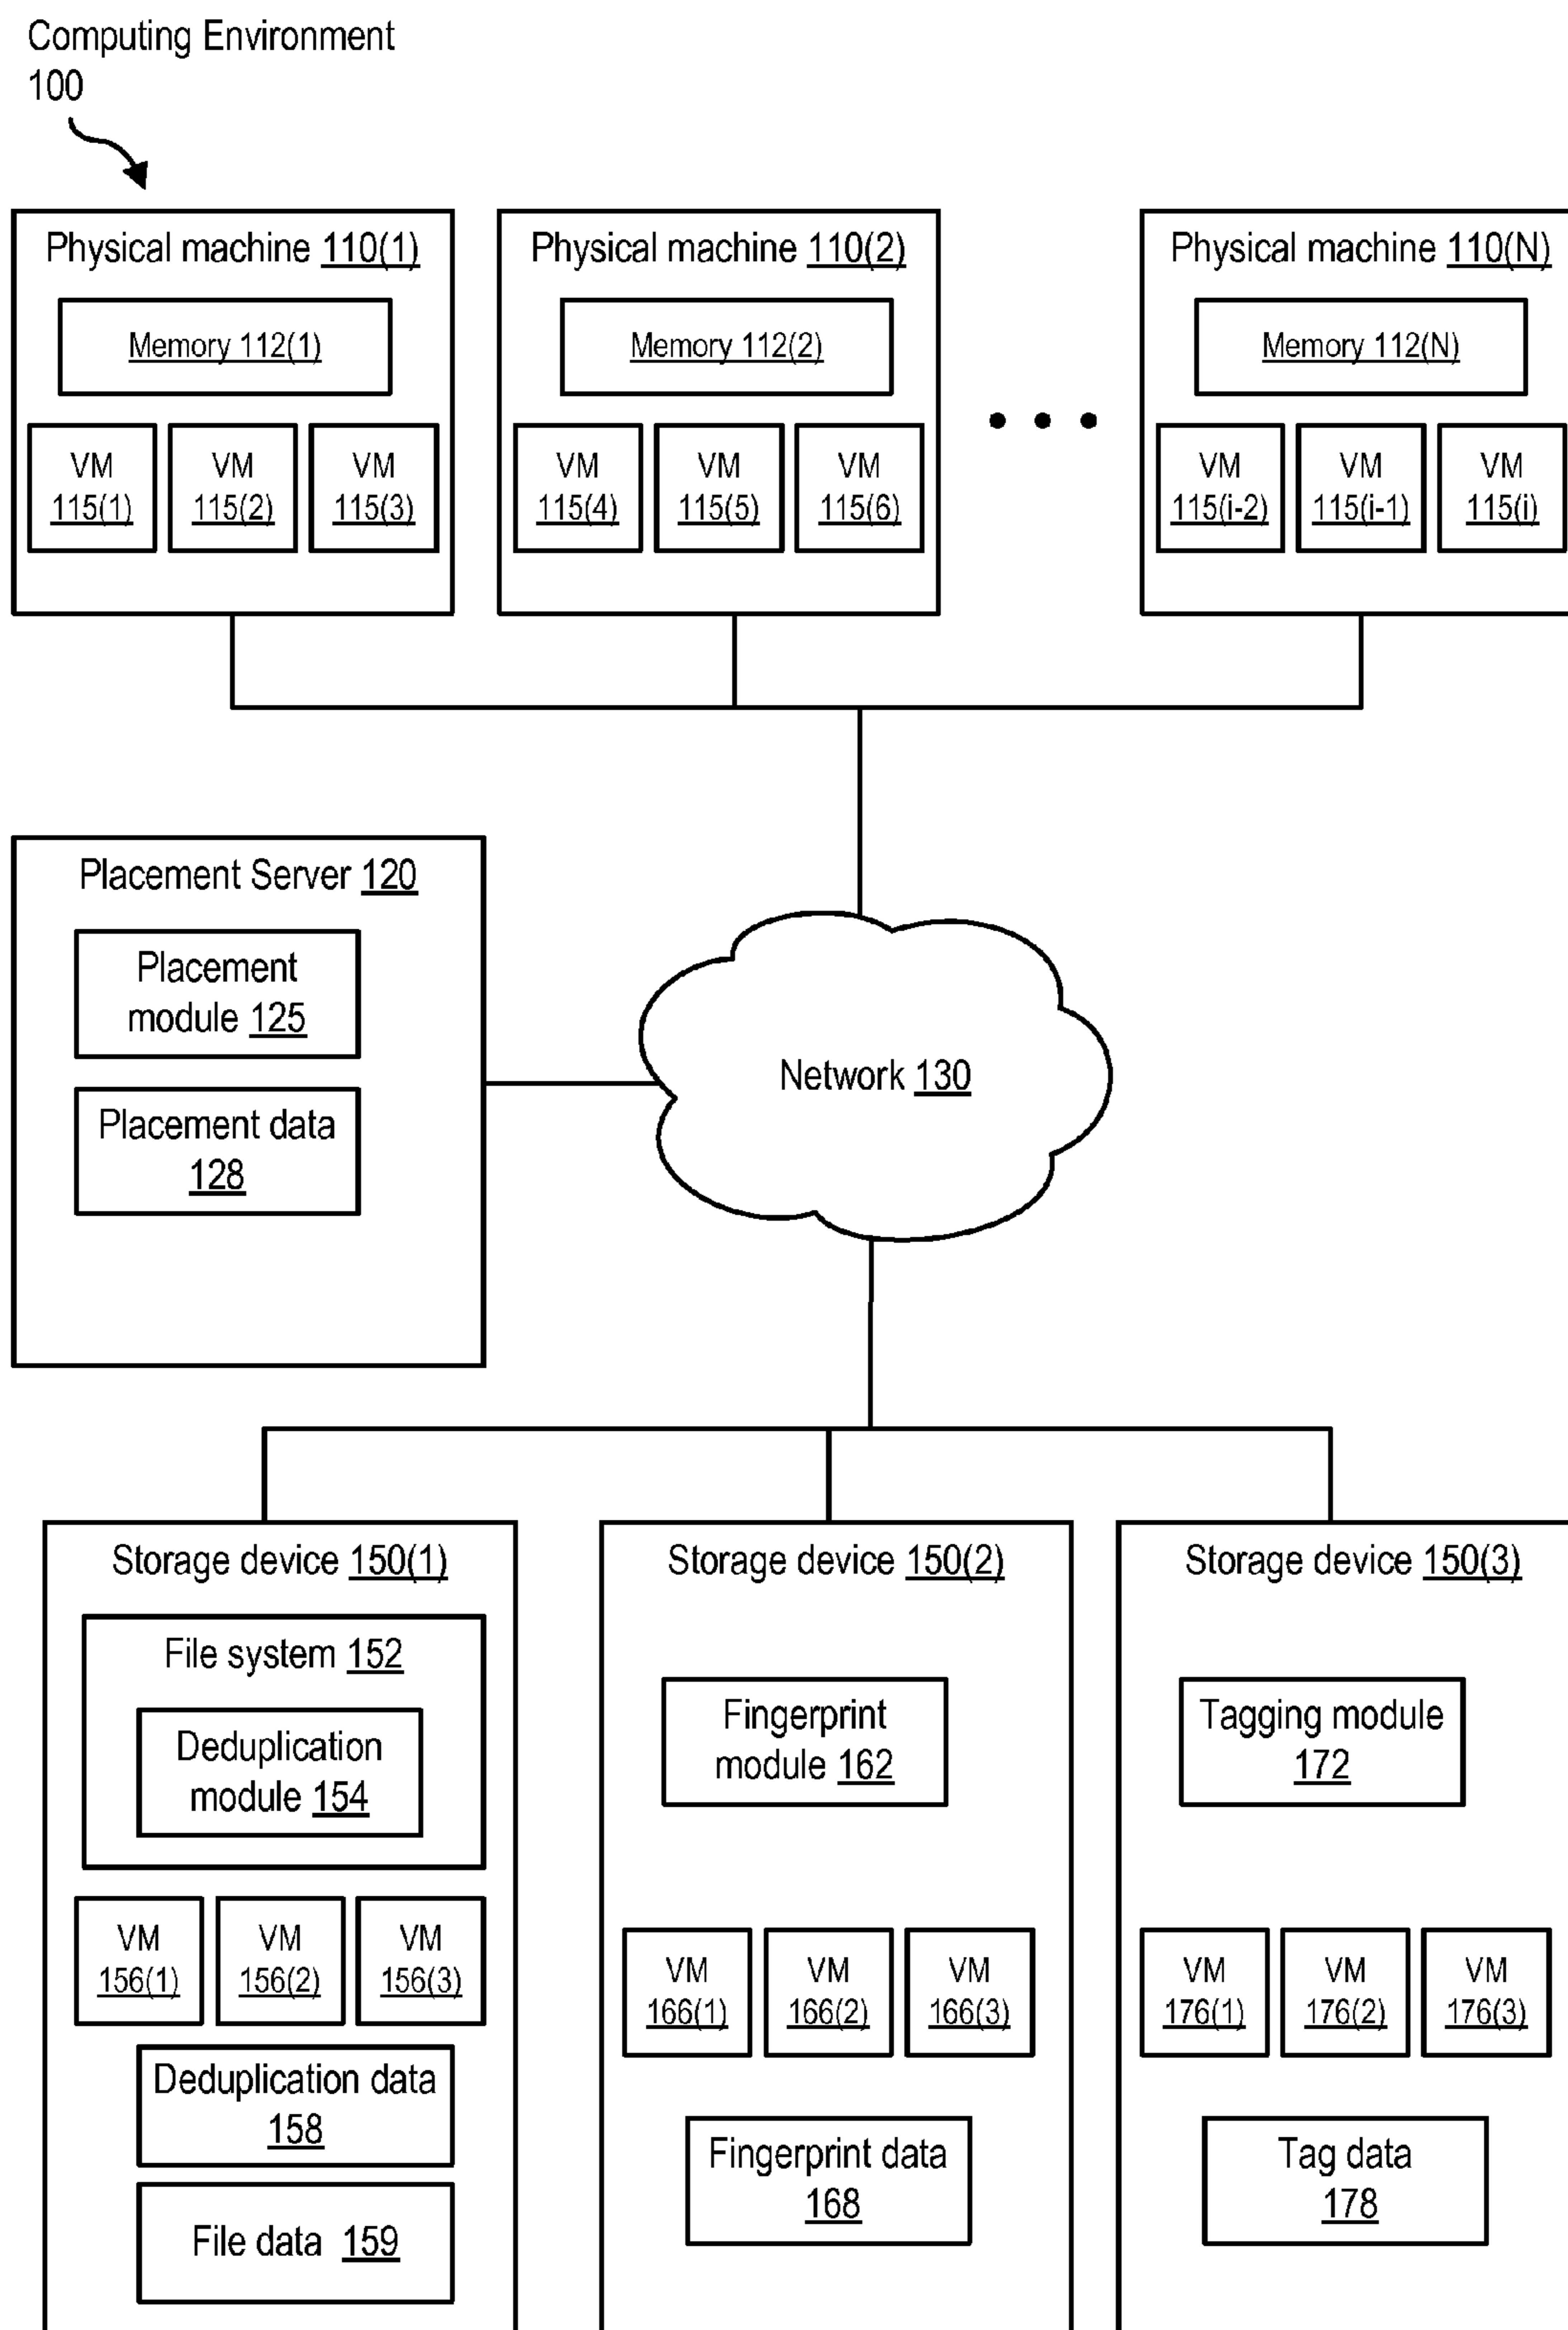 Computing Environment
100
Physical machine 110(1)
Memory 112(1)
VM
115(1)
VM
115(2)
VM
115(3)
Physical machine 110(2)
Memory 112(2)
VM
115(4)
VM
115(5)
VM
115(6)
Physical machine 110(N)
Memory 112(N)
VM
115(i-2)
VM
115(i-1)
VM
115(i)
Placement Server 120
Placement
module 125
Placement data
128
Network 130
Storage device 150(1)
File system 152
Deduplication
module 154
VM
156(1)
VM
156(2)
VM
156(3)
Deduplication data
158
File data 159
Storage device 150(2)
Fingerprint
module 162
VM
166(1)
VM
166(2)
VM
166(3)
Fingerprint data
168
Storage device 150(3)
Tagging module
172
VM
176(1)
VM
176(2)
VM
176(3)
Tag data
178